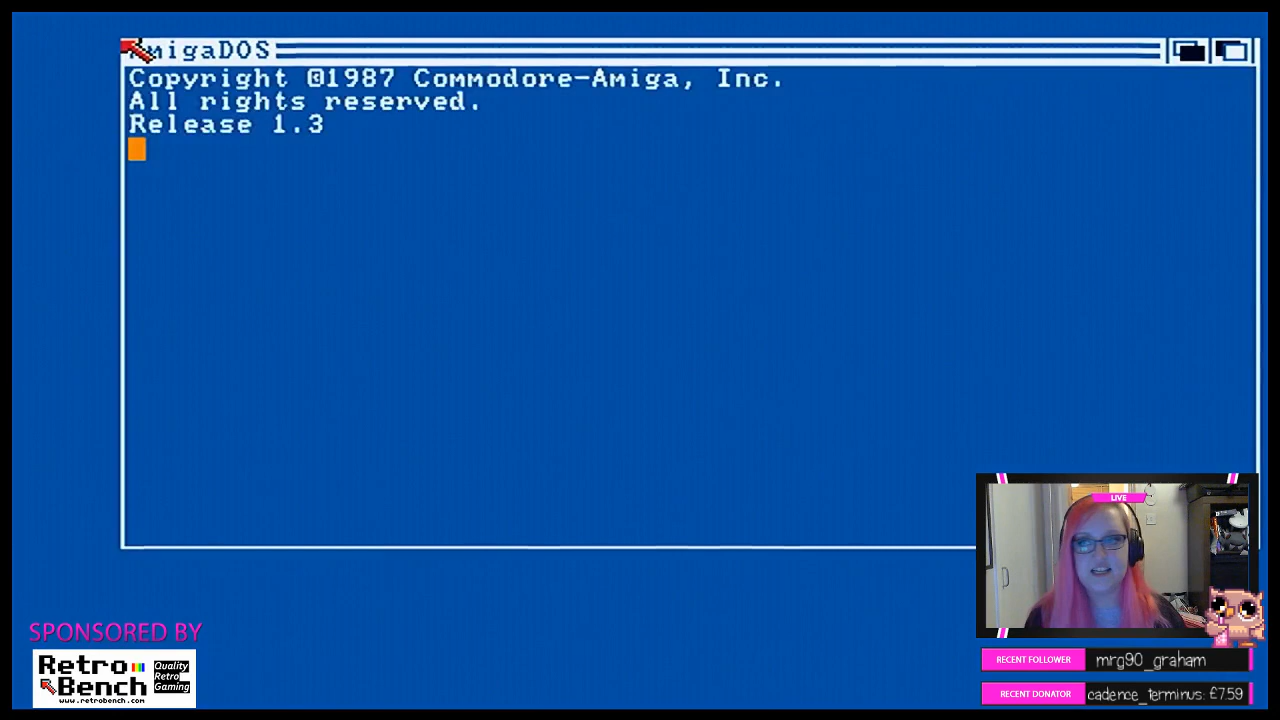 AmigaDOS
Copyright ©1987 Commodore-Amiga, Inc.
All rights reserved.
Release 1.3
LIVE
SPONSORED BY
Retro
Bench
Quality
Retro
Gaming
www.retrobench.com
RECENT FOLLOWER
mrg90_graham
RECENT DONATOR
cadence_terminus: £7.59